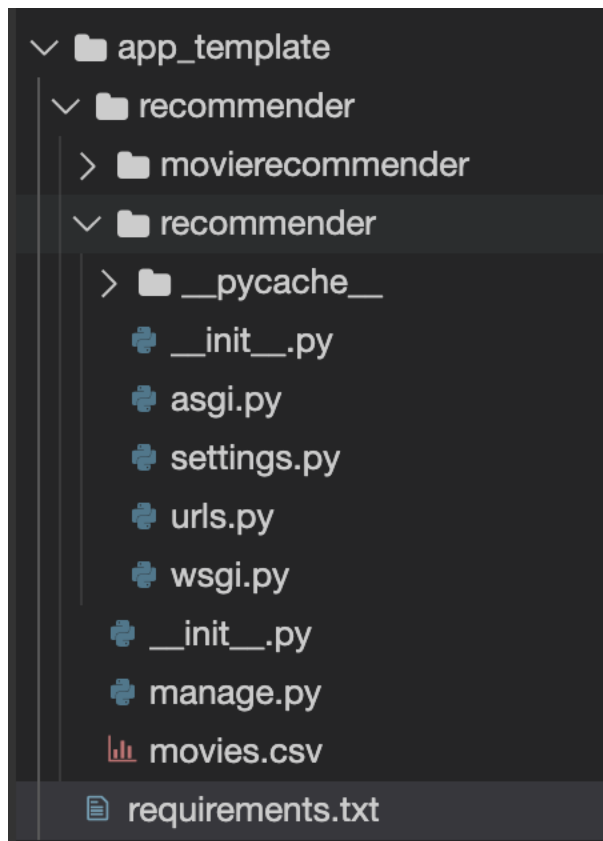 app_template
recommender
movierecommender
recommender
__pycache__
__init__.py
asgi.py
settings.py
urls.py
wsgi.py
__init__.py
manage.py
movies.csv
requirements.txt